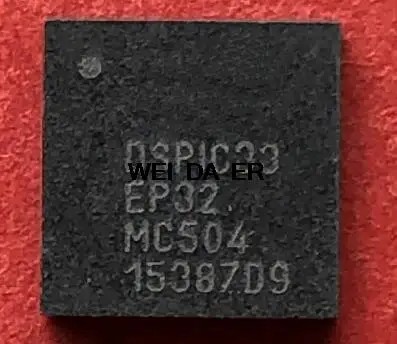 DSPIC33
WEI DA ER
EP32
MC504
15387D9